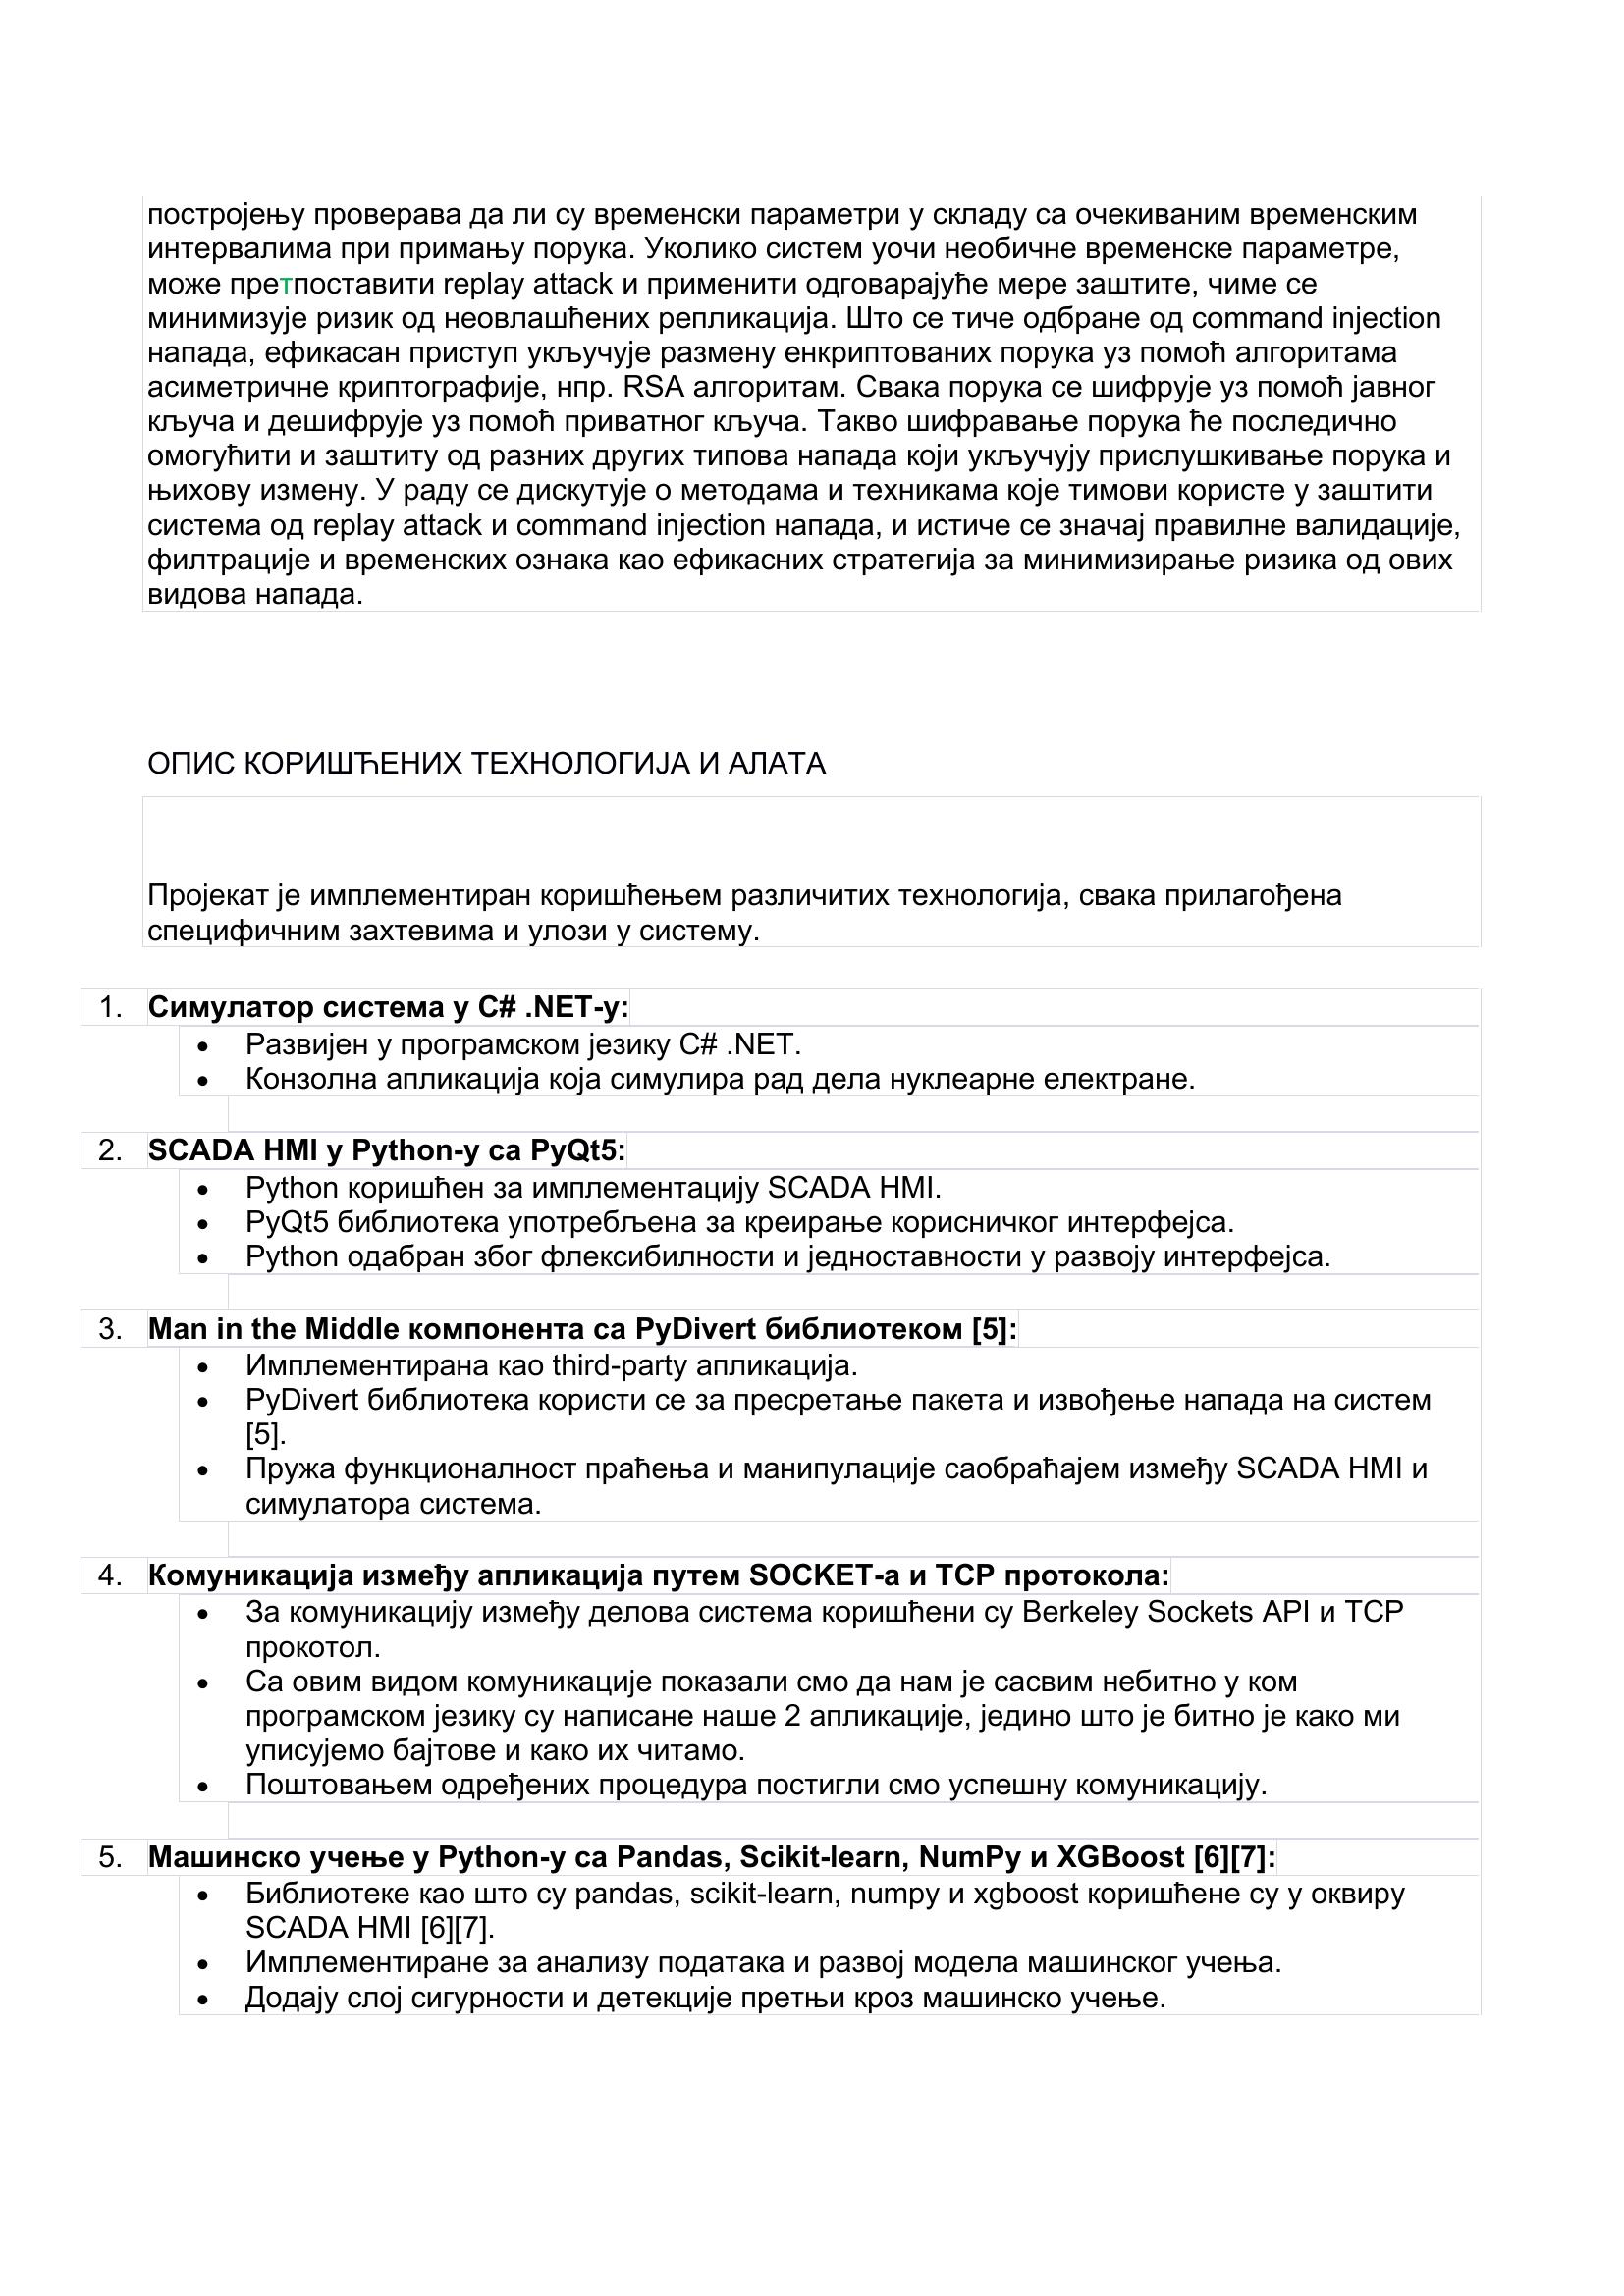 постројењу проверава да ли су временски параметри у складу са очекиваним временским
интервалима при примању порука. Уколико систем уочи необичне временске параметре,
може претпоставити replay attack и применити одговарајуће мере заштите, чиме се
минимизује ризик од неовлашћених репликација. Што се тиче одбране од command injection
напада, ефикасан приступ укључује размену енкриптованих порука уз помоћ алгоритама
асиметричне криптографије, нпр. RSA алгоритам. Свака порука се шифрује уз помоћ јавног
кључа и дешифрује уз помоћ приватног кључа. Такво шифравање порука ће последично
омогућити и заштиту од разних других типова напада који укључују прислушкивање порука и
њихову измену. У раду се дискутује о методама и техникама које тимови користе у заштити
система од replay attack и command injection напада, и истиче се значај правилне валидације,
филтрације и временских ознака као ефикасних стратегија за минимизирање ризика од ових
видова напада.
ОПИС КОРИШЋЕНИХ ТЕХНОЛОГИЈА И АЛАТА
Пројекат је имплементиран коришћењем различитих технологија, свака прилагођена
специфичним захтевима и улози у систему.
1. Симулатор система у C# .NET-у:
• Развијен у програмском језику C# .NET.
• Конзолна апликација која симулира рад дела нуклеарне електране.
2. SCADA HMI у Python-у са PyQt5:
• Python коришћен за имплементацију SCADA HMI.
• PyQt5 библиотека употребљена за креирање корисничког интерфејса.
• Python одабран због флексибилности и једноставности у развоју интерфејса.
3. Man in the Middle компонента са PyDivert библиотеком [5]:
• Имплементирана као third-party апликација.
• PyDivert библиотека користи се за пресретање пакета и извођење напада на систем
[5].
• Пружа функционалност праћења и манипулације саобраћајем између SCADA HMI и
симулатора система.
4. Комуникација између апликација путем SOCKET-а и TCP протокола:
• За комуникацију између делова система коришћени су Berkeley Sockets API и TCP
прокотол.
• Са овим видом комуникације показали смо да нам је сасвим небитно у ком
програмском језику су написане наше 2 апликације, једино што је битно је како ми
уписујемо бајтове и како их читамо.
• Поштовањем одређених процедура постигли смо успешну комуникацију.
5. Машинско учење у Python-у са Pandas, Scikit-learn, NumPy и XGBoost [6][7]:
• Библиотеке као што су pandas, scikit-learn, numpy и xgboost коришћене су у оквиру
SCADA HMI [6][7].
• Имплементиране за анализу података и развој модела машинског учења.
• Додају слој сигурности и детекције претњи кроз машинско учење.